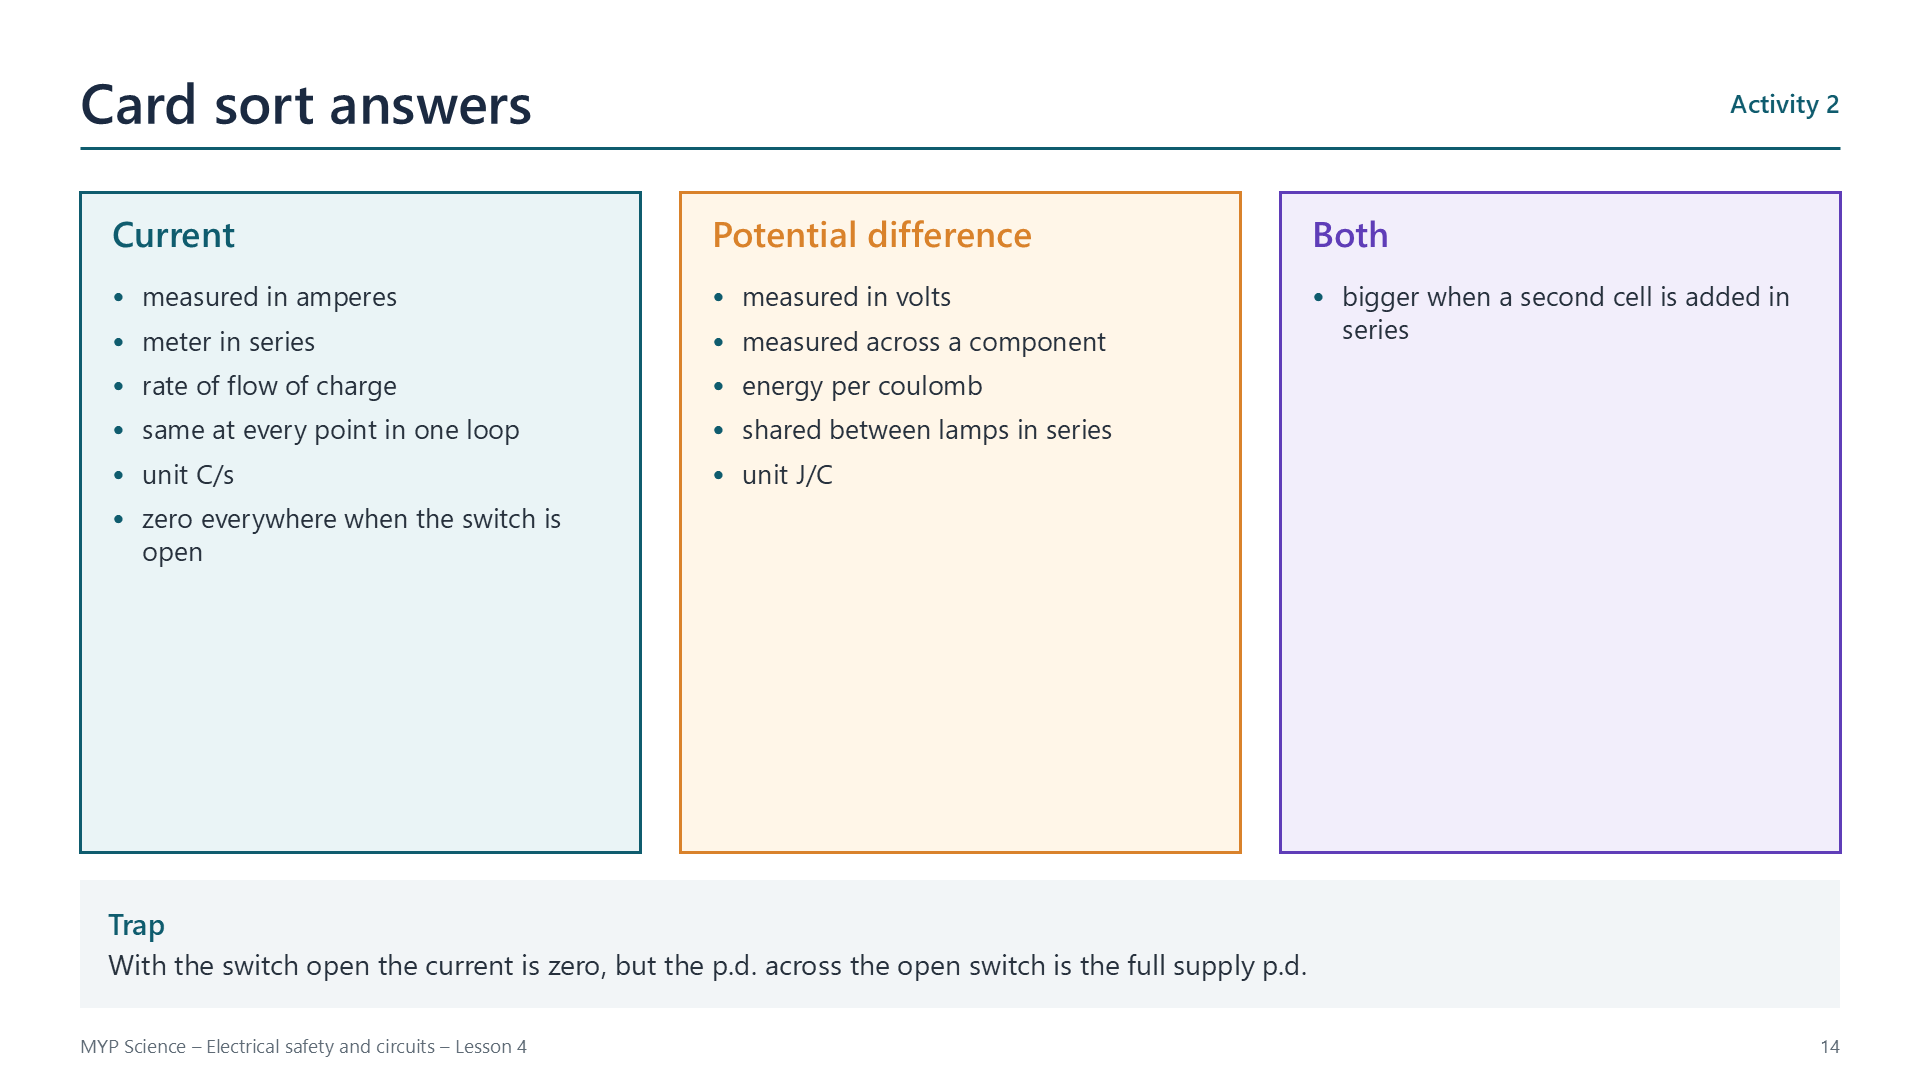 Card sort answers
Activity 2
Current
• measured in amperes
• meter in series
• rate of flow of charge
• same at every point in one loop
• unit C/s
• zero everywhere when the switch is
open
Potential difference
• measured in volts
• measured across a component
• energy per coulomb
• shared between lamps in series
• unit J/C
Both
• bigger when a second cell is added in
series
Trap
With the switch open the current is zero, but the p.d. across the open switch is the full supply p.d.
MYP Science – Electrical safety and circuits – Lesson 4
14